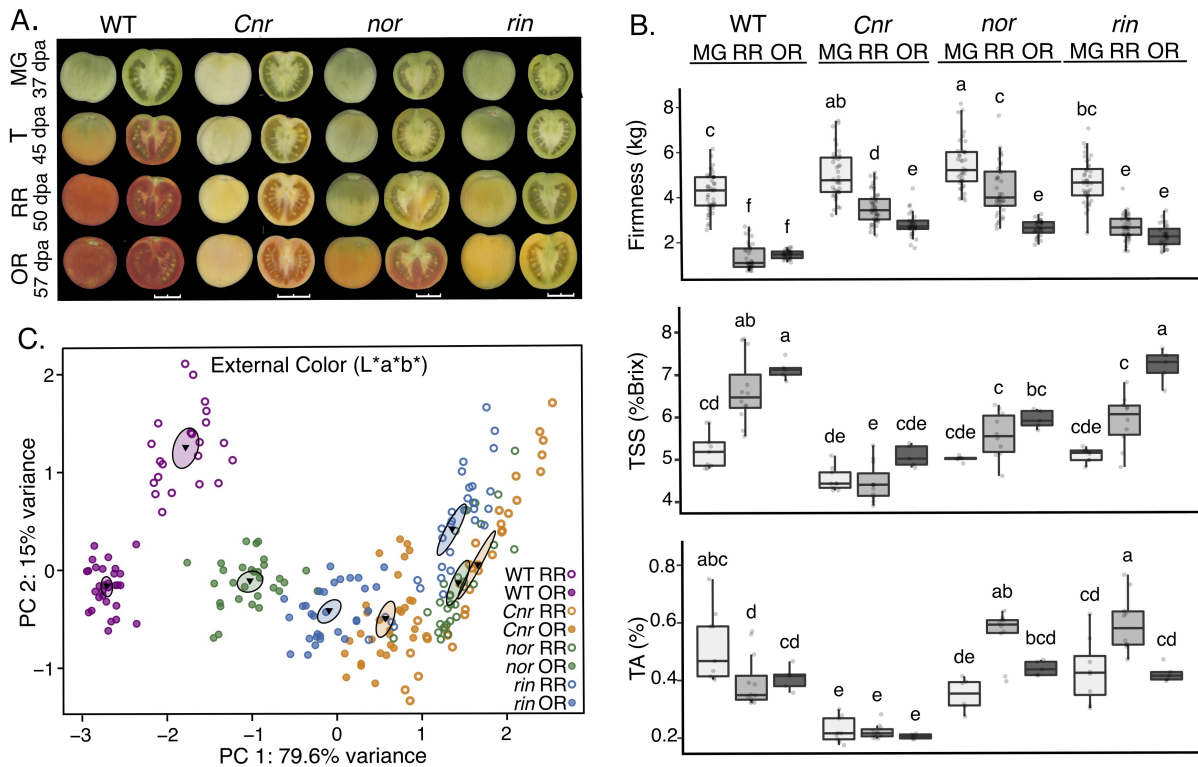 A.
WT Cnr nor rin
MG
37 dpa
T
45 dpa
RR
50 dpa
OR
57 dpa
B.
WT Cnr nor rin
MG RR OR MG RR OR MG RR OR MG RR OR
Firmness (kg)
8
6
4
2
c f f ab d e a c e bc e e
TSS (%Brix)
8
7
6
5
4
cd ab a de e cde cde c bc cde c a
TA (%)
0.8
0.6
0.4
0.2
abc d cd e e e de ab bcd cd a cd
C.
External Color (L*a*b*)
PC 2: 15% variance
2
1
0
−1
WT RR
WT OR
Cnr RR
Cnr OR
nor RR
nor OR
rin RR
rin OR
−3 −2 −1 0 1 2
PC 1: 79.6% variance